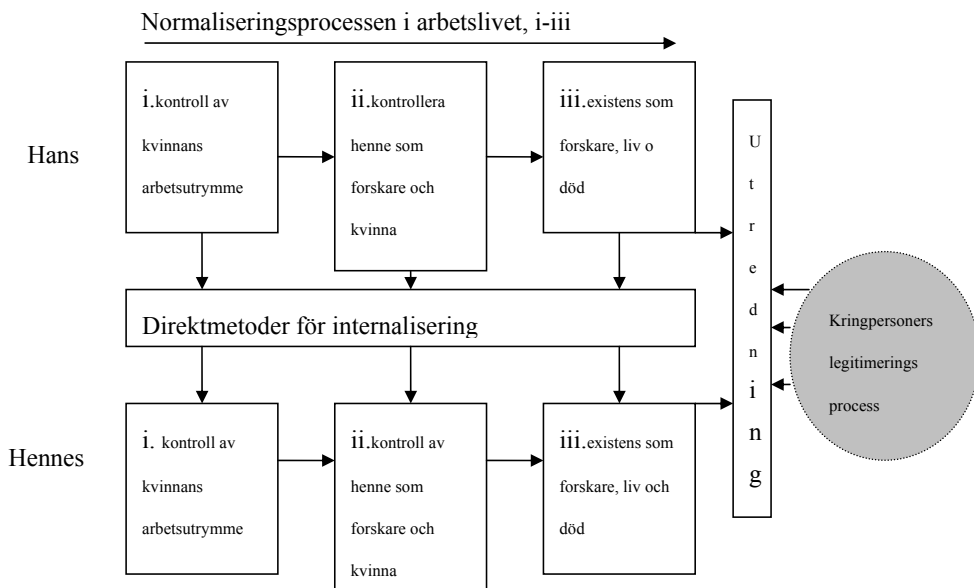 Normaliseringsprocessen i arbetslivet, i-iii
Hans
i.kontroll av
kvinnans
arbetsutrymme
ii.kontrollera
henne som
forskare och
kvinna
iii.existens som
forskare, liv o
död
Direktmetoder för internalisering
Hennes
i. kontroll av
kvinnans
arbetsutrymme
ii.kontroll av
henne som
forskare och
kvinna
iii.existens som
forskare, liv och
död
U
t
r
e
d
n
i
n
g
Kringpersoners
legitimerings
process